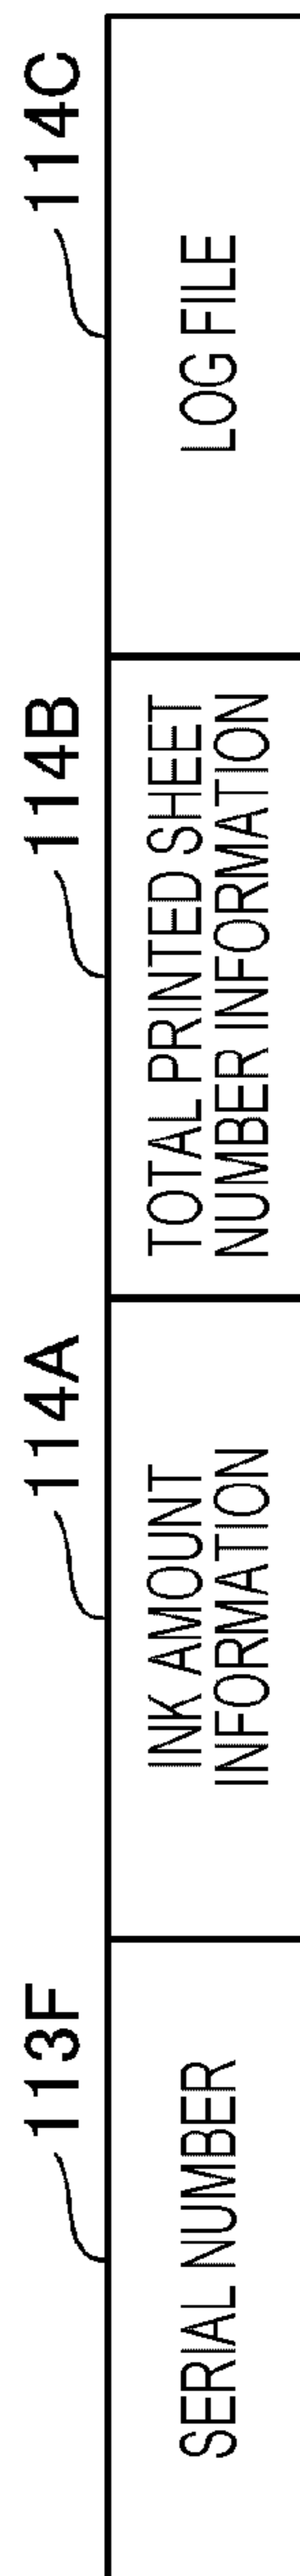 113F
114A
114B
114C
SERIAL NUMBER
INK AMOUNT
INFORMATION
TOTAL PRINTED SHEET
NUMBER INFORMATION
LOG FILE